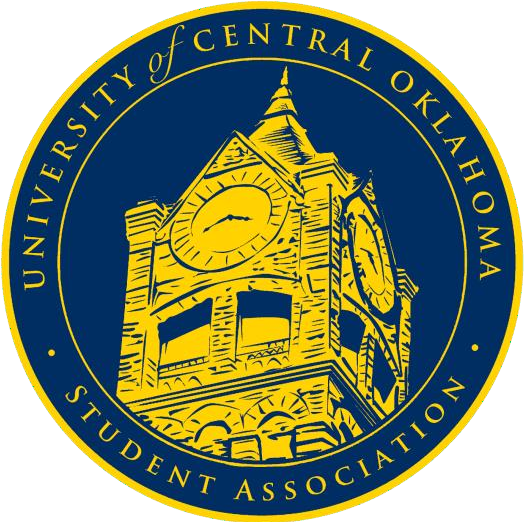 UNIVERSITY of CENTRAL OKLAHOMA
· STUDENT ASSOCIATION ·